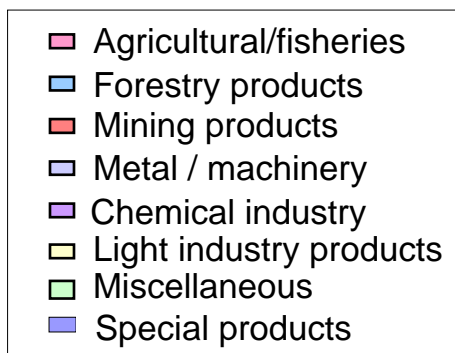 Agricultural/fisheries
Forestry products
Mining products
Metal / machinery
Chemical industry
Light industry products
Miscellaneous
Special products